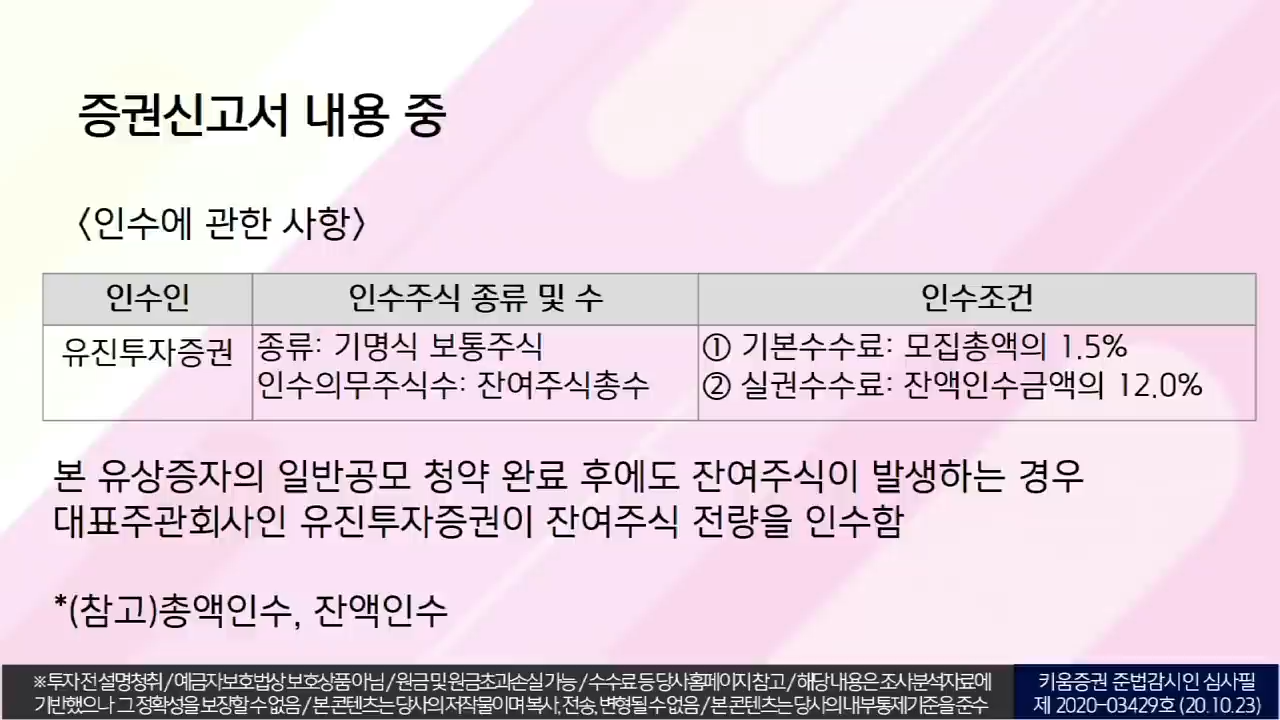 증권신고서 내용 중
〈인수에 관한 사항〉
인수인 인수주식 종류 및 수 인수조건
유진투자증권 종류: 기명식 보통주식 ① 기본수수료: 모집총액의 1.5%
인수의무주식수: 잔여주식총수 ② 실권수수료: 잔액인수금액의 12.0%
본 유상증자의 일반공모 청약 완료 후에도 잔여주식이 발생하는 경우
대표주관회사인 유진투자증권이 잔여주식 전량을 인수함
*(참고)총액인수, 잔액인수
※투자 전 설명청취 / 예금자보호법상 보호상품 아님 / 원금 및 원금초과손실 가능 / 수수료 등 당사홈페이지 참고 / 해당 내용은 조사분석자료에
기반했으나 그 정확성을 보장할 수 없음 / 본 콘텐츠는 당사의 저작물이며 복사, 전송, 변형될 수 없음 / 본 콘텐츠는 당사의 내부통제기준을 준수
키움증권 준법감시인 심사필
제 2020-03429호 (20.10.23)